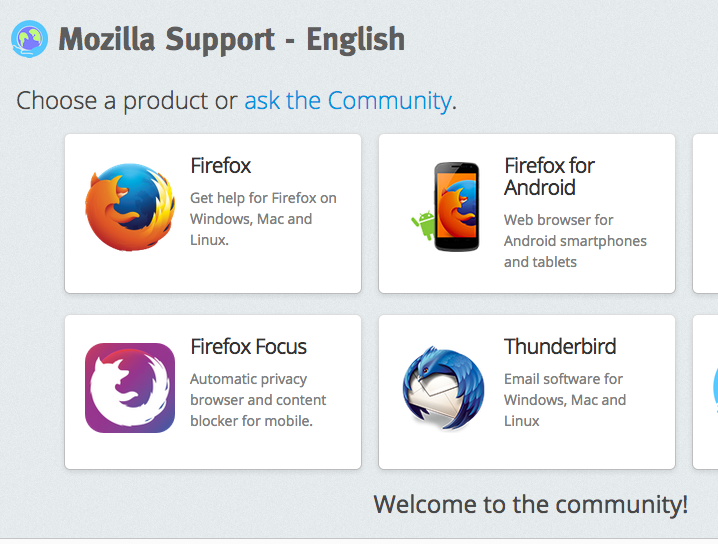 Mozilla Support - English
Choose a product or ask the Community.
Firefox
Get help for Firefox on
Windows, Mac and
Linux.
Firefox for
Android
Web browser for
Android smartphones
and tablets
Firefox Focus
Automatic privacy
browser and content
blocker for mobile.
Thunderbird
Email software for
Windows, Mac and
Linux
Welcome to the community!